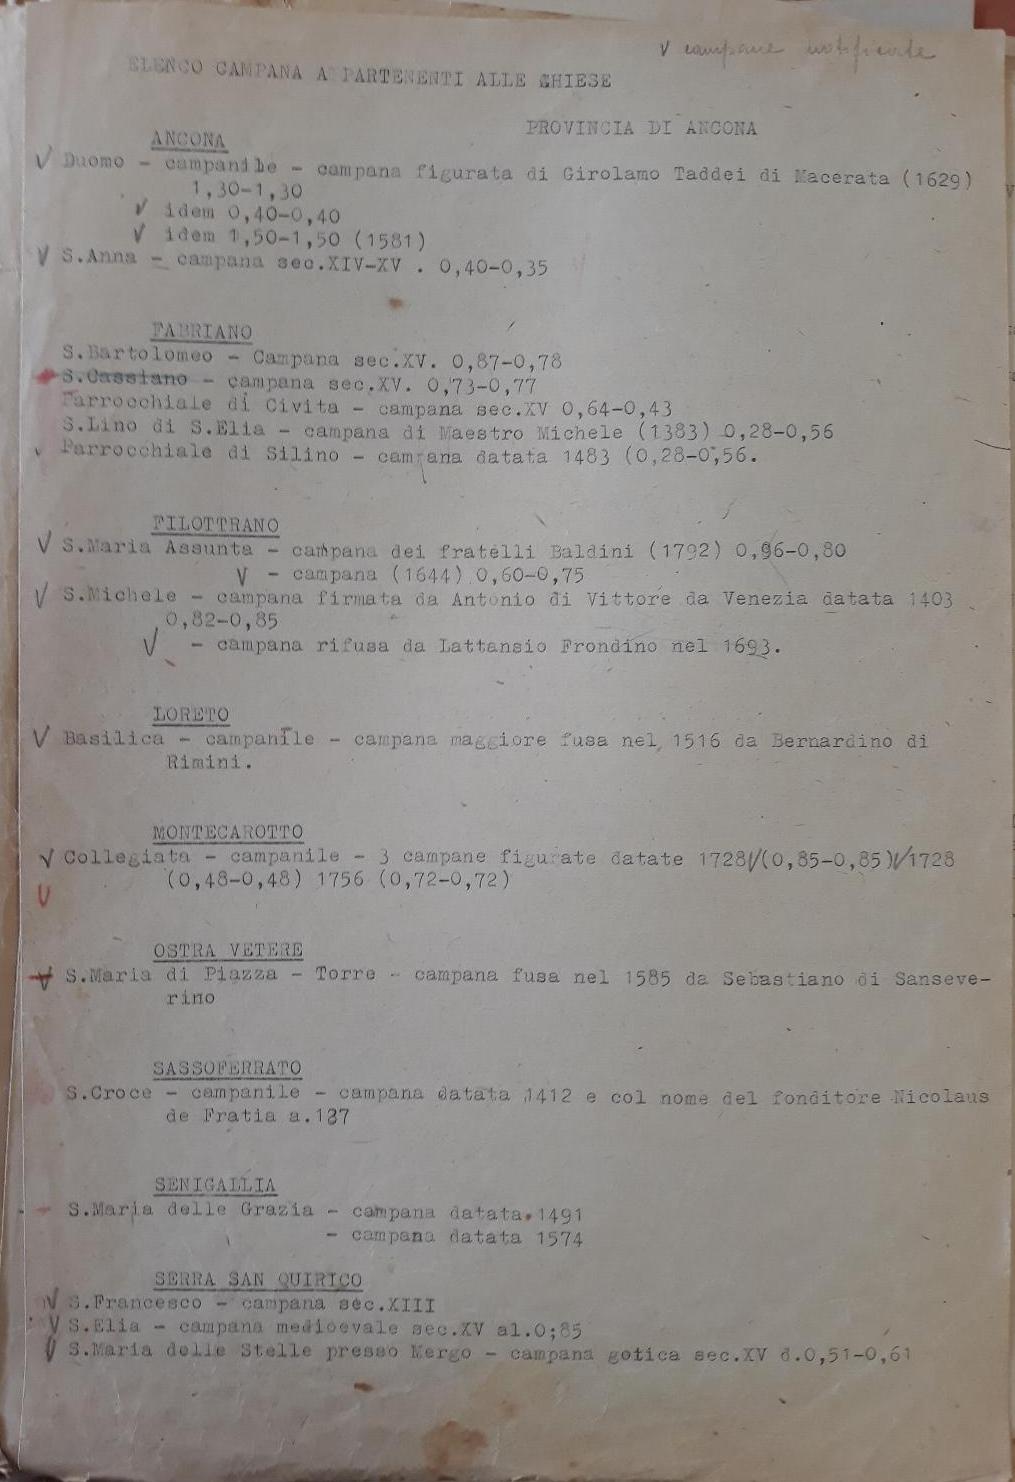 V campane notificate
ELENCO CAMPANA A PARTENENTI ALLE CHIESE
PROVINCIA DI ANCONA
ANCONA
V Duomo - campanile - campana figurata di Girolamo Taddei di Macerata (1629)
1,30-1,30
V idem 0,40-0,40
V idem 1,50-1,50 (1581)
V S.Anna - campana sec.XIV-XV . 0,40-0,35
FABRIANO
S.Bartolomeo - Campana sec.XV. 0,87-0,78
S.Cassiano - campana sec.XV. 0,73-0,77
Parrocchiale di Civita - campana sec.XV 0,64-0,43
S.Lino di S.Elia - campana di Maestro Michele (1383) 0,28-0,56
V Parrocchiale di Silino - campana datata 1483 (0,28-0,56.
FILOTTRANO
V S.Maria Assunta - campana dei fratelli Baldini (1792) 0,96-0,80
V - campana (1644) 0,60-0,75
V S.Michele - campana firmata da Antonio di Vittore da Venezia datata 1403
0,82-0,85
V - campana rifusa da Lattansio Frondino nel 1693.
LORETO
V Basilica - campanile - campana maggiore fusa nel 1516 da Bernardino di
Rimini.
MONTECAROTTO
V Collegiata - campanile - 3 campane figurate datate 1728 V (0,85-0,85) V 1728
V (0,48-0,48) 1756 (0,72-0,72)
OSTRA VETERE
V S.Maria di Piazza - Torre - campana fusa nel 1585 da Sebastiano di Sanseve-
rino
SASSOFERRATO
S.Croce - campanile - campana datata 1412 e col nome del fonditore Nicolaus
de Fratia a.137
SENIGALLIA
S.Maria delle Grazia - campana datata 1491
- campana datata 1574
SERRA SAN QUIRICO
V S.Francesco - campana sec.XIII
V S.Elia - campana medioevale sec.XV al.0;85
V S.Maria delle Stelle presso Mergo - campana gotica sec.XV d.0,51-0,61